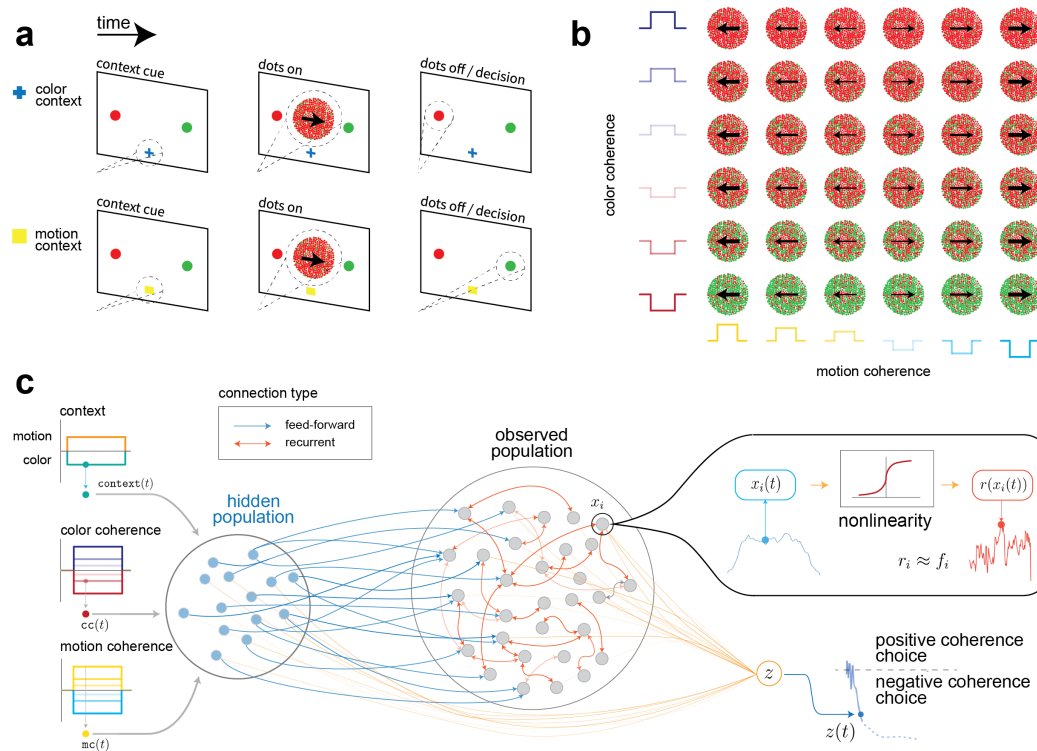 a
time
color
context
context cue
dots on
dots off / decision
motion
context
context cue
dots on
dots off / decision
b
color coherence
motion coherence
c
connection type
feed-forward
recurrent
context
motion
color
context(t)
color coherence
cc(t)
motion coherence
mc(t)
hidden
population
observed
population
x_i
x_i(t)
nonlinearity
r(x_i(t))
r_i ≈ f_i
z
positive coherence
choice
negative coherence
choice
z(t)